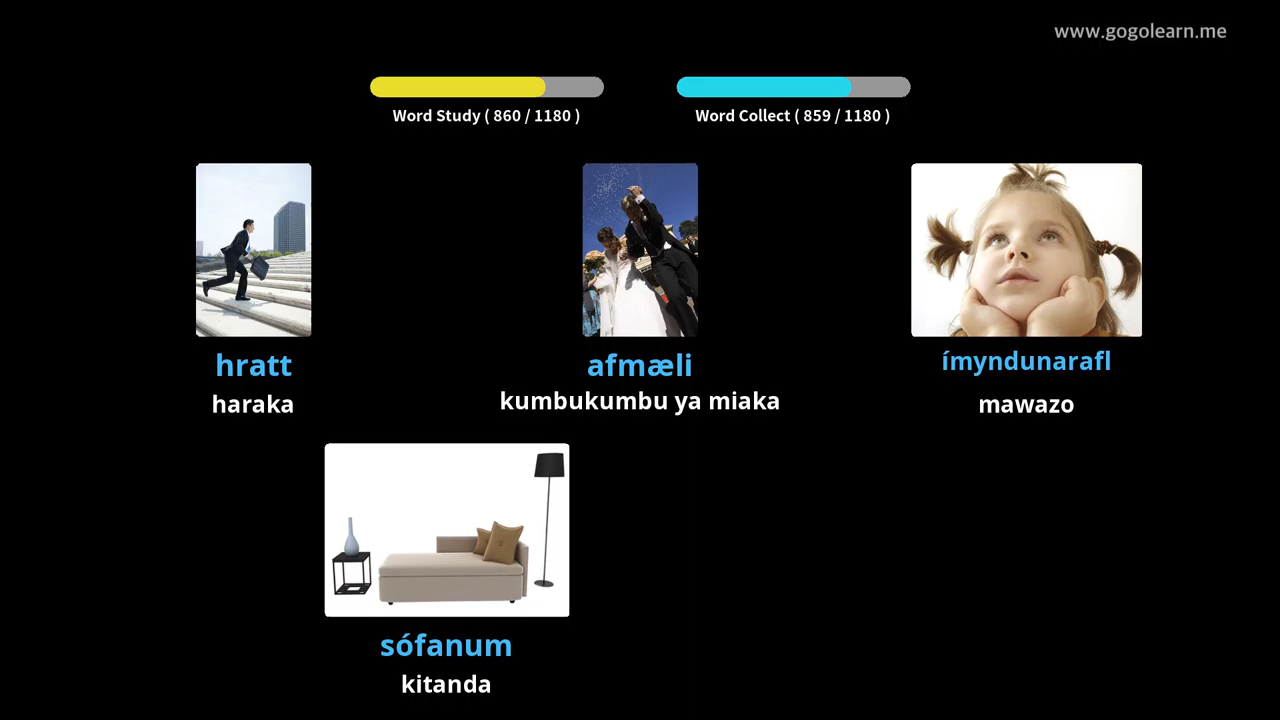 www.gogolearn.me
Word Study ( 860 / 1180 )
Word Collect ( 859 / 1180 )
hratt
haraka
afmæli
kumbukumbu ya miaka
ímyndunarafl
mawazo
sófanum
kitanda